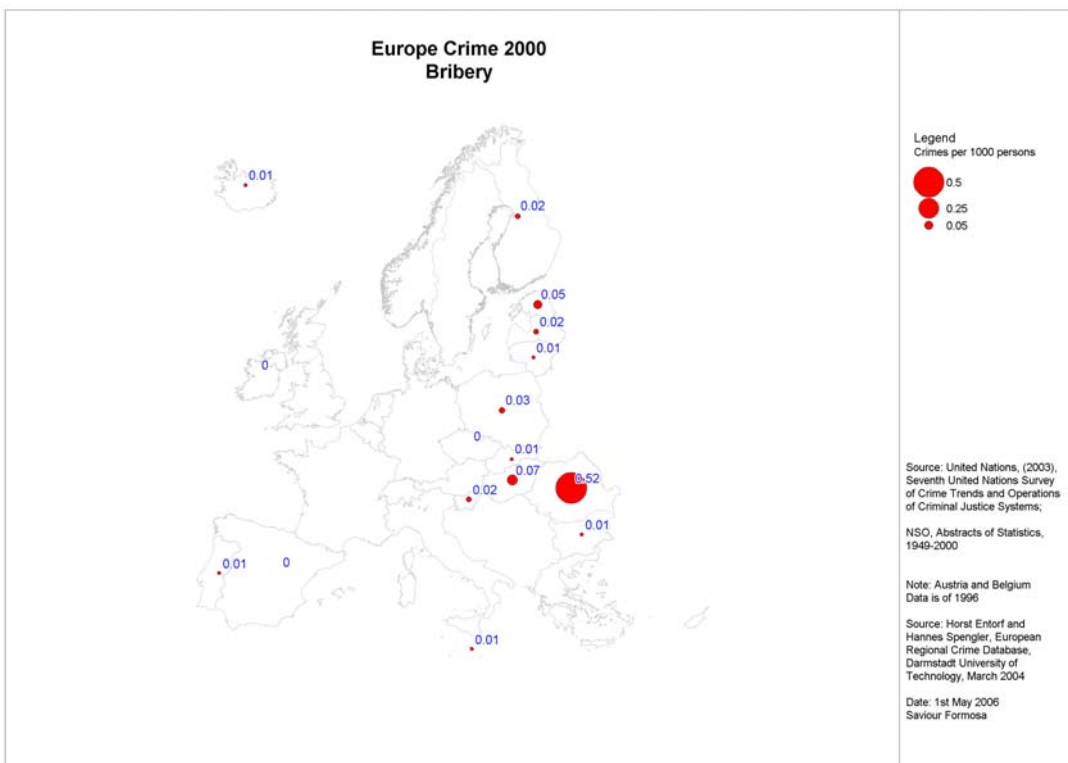 Europe Crime 2000
Bribery
0.01
0.02
0.05
0.02
0.01
0
0.03
0
0.01
0.07
0.52
0.02
0.01
0.01
0
0.01
Legend
Crimes per 1000 persons
0.5
0.25
0.05
Source: United Nations, (2003),
Seventh United Nations Survey
of Crime Trends and Operations
of Criminal Justice Systems;
NSO, Abstracts of Statistics,
1949-2000
Note: Austria and Belgium
Data is of 1996
Source: Horst Entorf and
Hannes Spengler, European
Regional Crime Database,
Darmstadt University of
Technology, March 2004
Date: 1st May 2006
Saviour Formosa